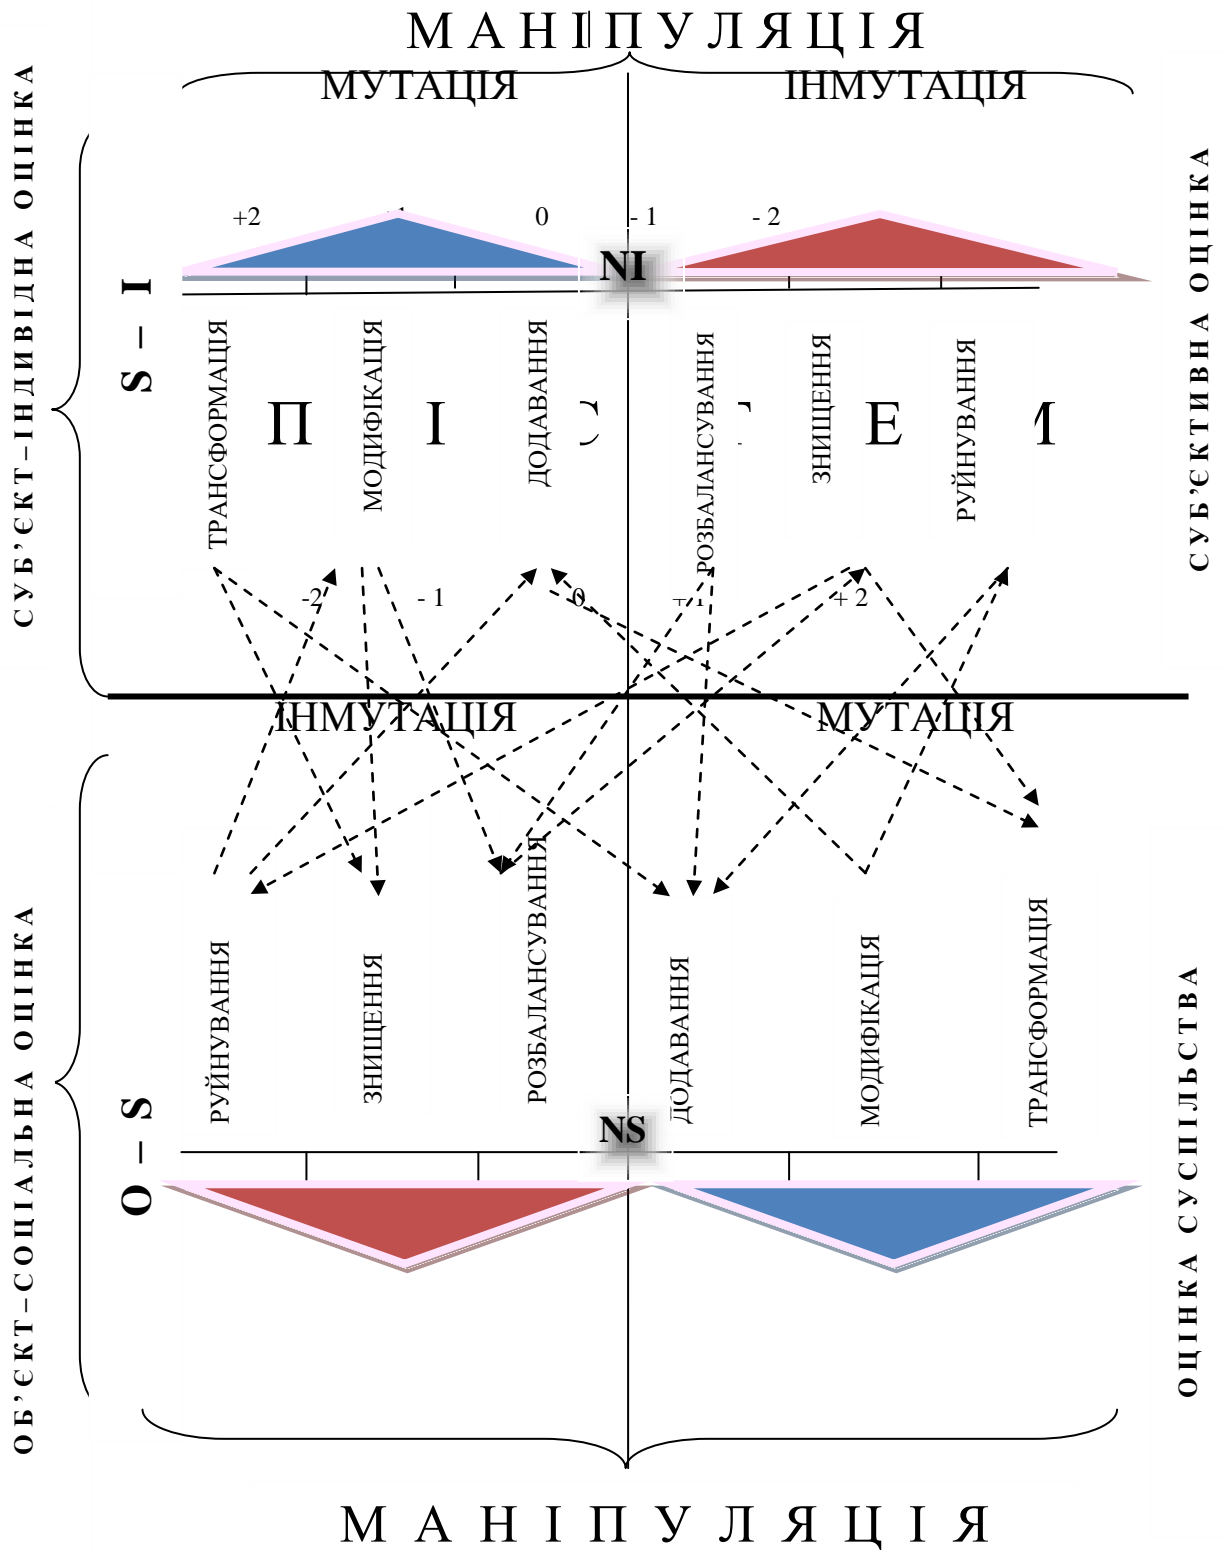 МАНІПУЛЯЦІЯ
МУТАЦІЯ ІНМУТАЦІЯ
СУБ’ЄКТ–ІНДИВІДНА ОЦІНКА
СУБ’ЄКТИВНА ОЦІНКА
+2 0 - 1 - 2
NI
S – I
ТРАНСФОРМАЦІЯ
МОДИФІКАЦІЯ
ДОДАВАННЯ
РОЗБАЛАНСУВАННЯ
ЗНИЩЕННЯ
РУЙНУВАННЯ
П І С Т Е М
-2 - 1 0 + 1 + 2
ІНМУТАЦІЯ МУТАЦІЯ
ОБ’ЄКТ–СОЦІАЛЬНА ОЦІНКА
ОЦІНКА СУСПІЛЬСТВА
O – S
РУЙНУВАННЯ
ЗНИЩЕННЯ
РОЗБАЛАНСУВАННЯ
ДОДАВАННЯ
МОДИФІКАЦІЯ
ТРАНСФОРМАЦІЯ
NS
МАНІПУЛЯЦІЯ